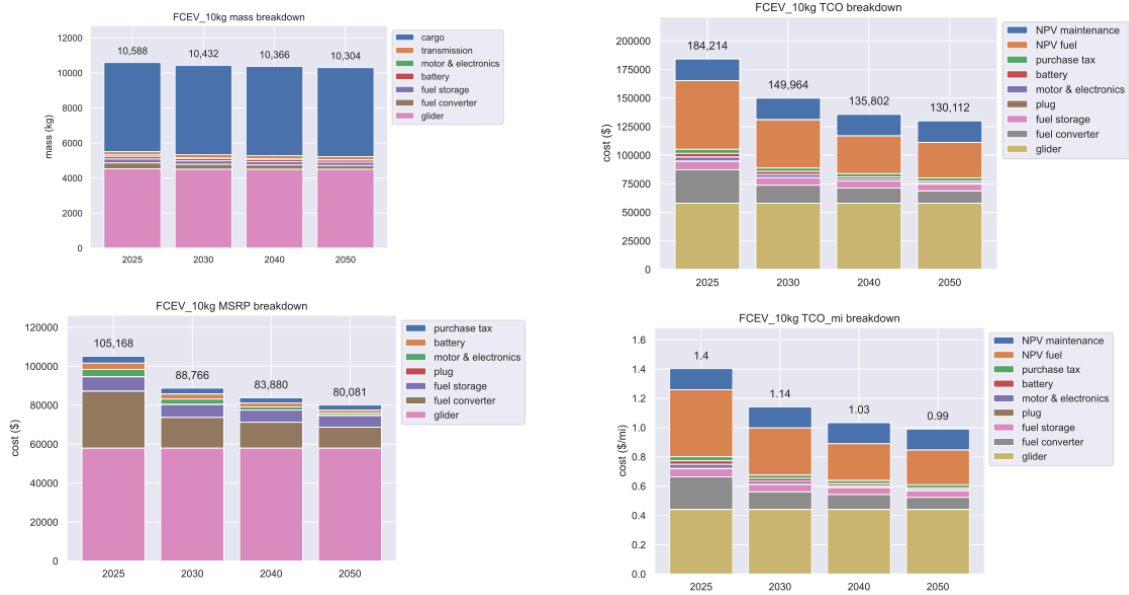 FCEV_10kg mass breakdown
12000
10000
8000
6000
4000
2000
0
mass (kg)
10,588
10,432
10,366
10,304
2025
2030
2040
2050
cargo
transmission
motor & electronics
battery
fuel storage
fuel converter
glider
FCEV_10kg TCO breakdown
200000
175000
150000
125000
100000
75000
50000
25000
0
cost ($)
184,214
149,964
135,802
130,112
2025
2030
2040
2050
NPV maintenance
NPV fuel
purchase tax
battery
motor & electronics
plug
fuel storage
fuel converter
glider
FCEV_10kg MSRP breakdown
120000
100000
80000
60000
40000
20000
0
cost ($)
105,168
88,766
83,880
80,081
2025
2030
2040
2050
purchase tax
battery
motor & electronics
plug
fuel storage
fuel converter
glider
FCEV_10kg TCO_mi breakdown
1.6
1.4
1.2
1.0
0.8
0.6
0.4
0.2
0.0
cost ($/mi)
1.4
1.14
1.03
0.99
2025
2030
2040
2050
NPV maintenance
NPV fuel
purchase tax
battery
motor & electronics
plug
fuel storage
fuel converter
glider